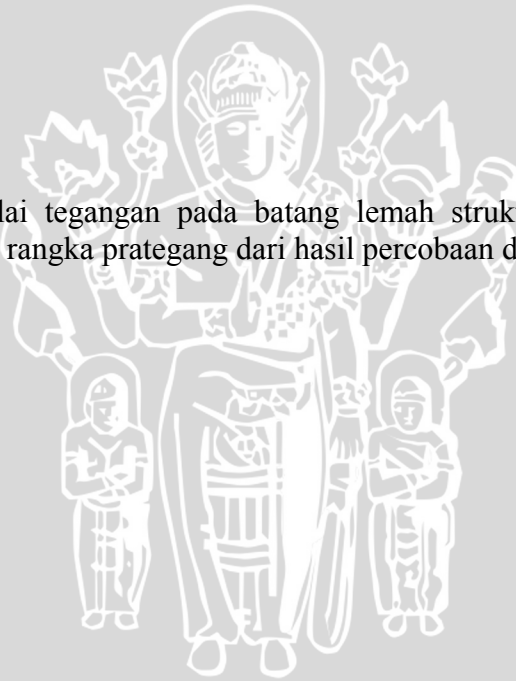 lai tegangan pada batang lemah struk
rangka prategang dari hasil percobaan d